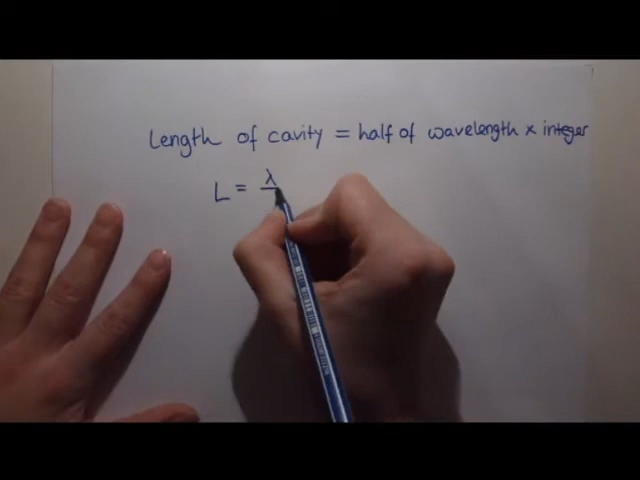 Length of cavity = half of wavelength x integer
L = λ